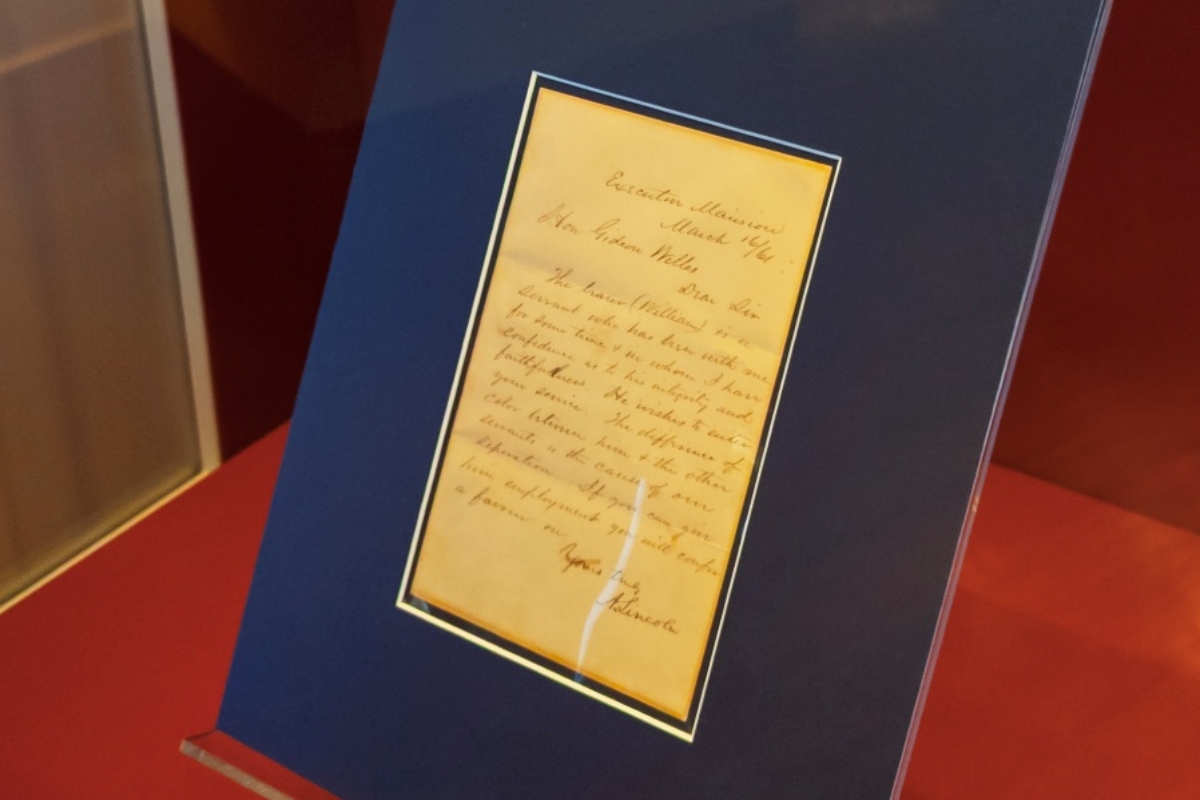 Executive Mansion
March 16/61
Hon Gideon Welles
Dear Sir
The bearer (William) is a
servant who has been with me
for some time & in whom I have
confidence as to his integrity and
faithfulness. He wishes to enter
your service. The difference of
color between him & the other
servants is the cause of our
seperation. If you can give
him employment you will confer
a favour on
Yours truly
A. Lincoln